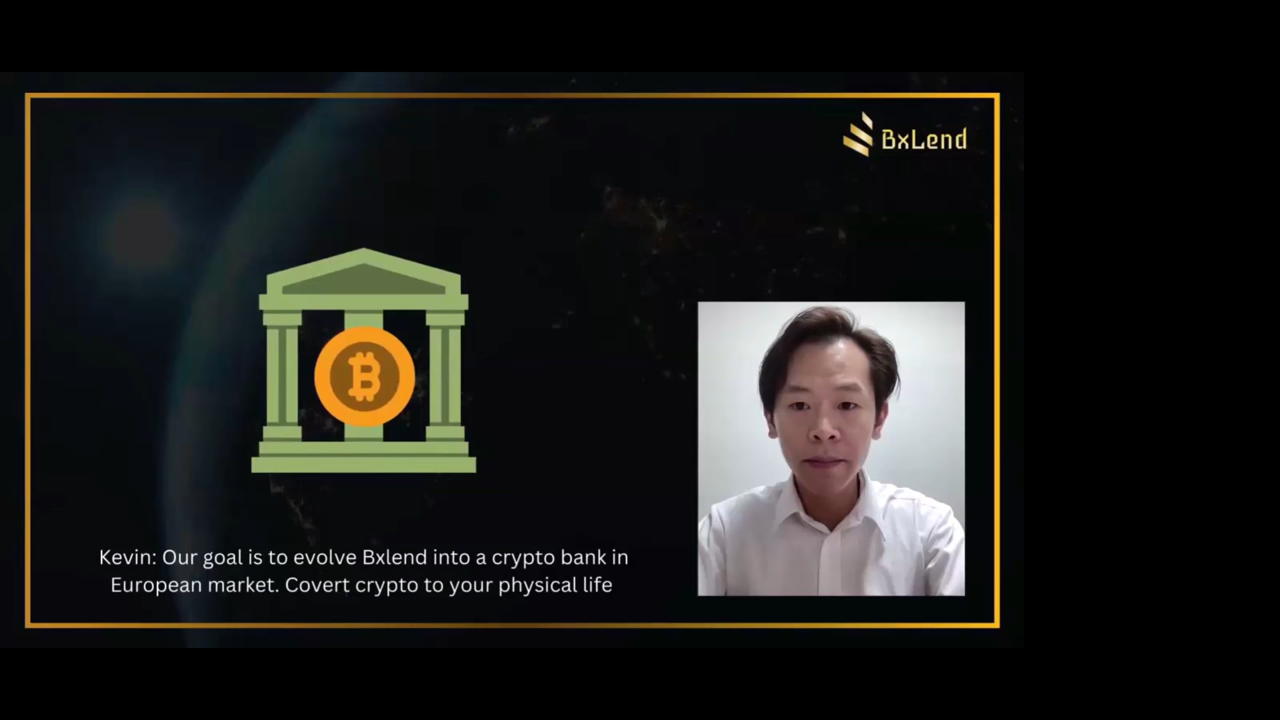 BxLend
Kevin: Our goal is to evolve Bxlend into a crypto bank in
European market. Covert crypto to your physical life